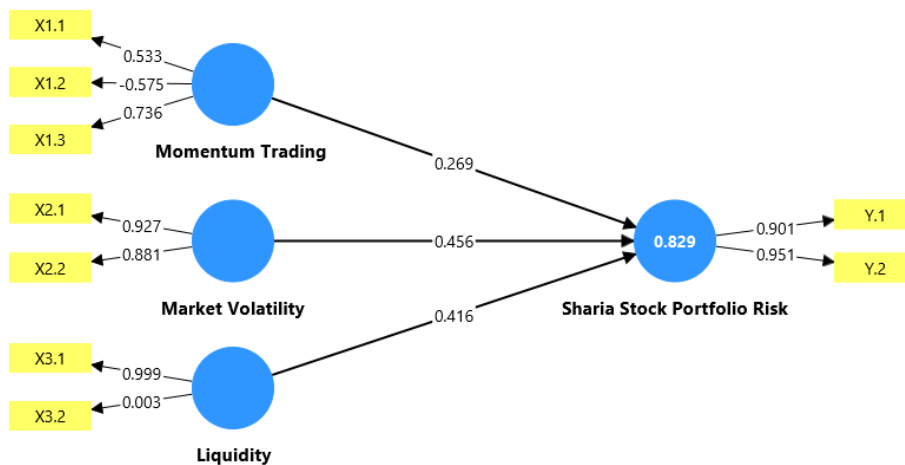 X1.1
0.533
X1.2
-0.575
X1.3
0.736
Momentum Trading
0.269
X2.1
0.927
X2.2
0.881
Market Volatility
0.456
0.829
Sharia Stock Portfolio Risk
0.901
Y.1
0.951
Y.2
0.416
X3.1
0.999
X3.2
0.003
Liquidity